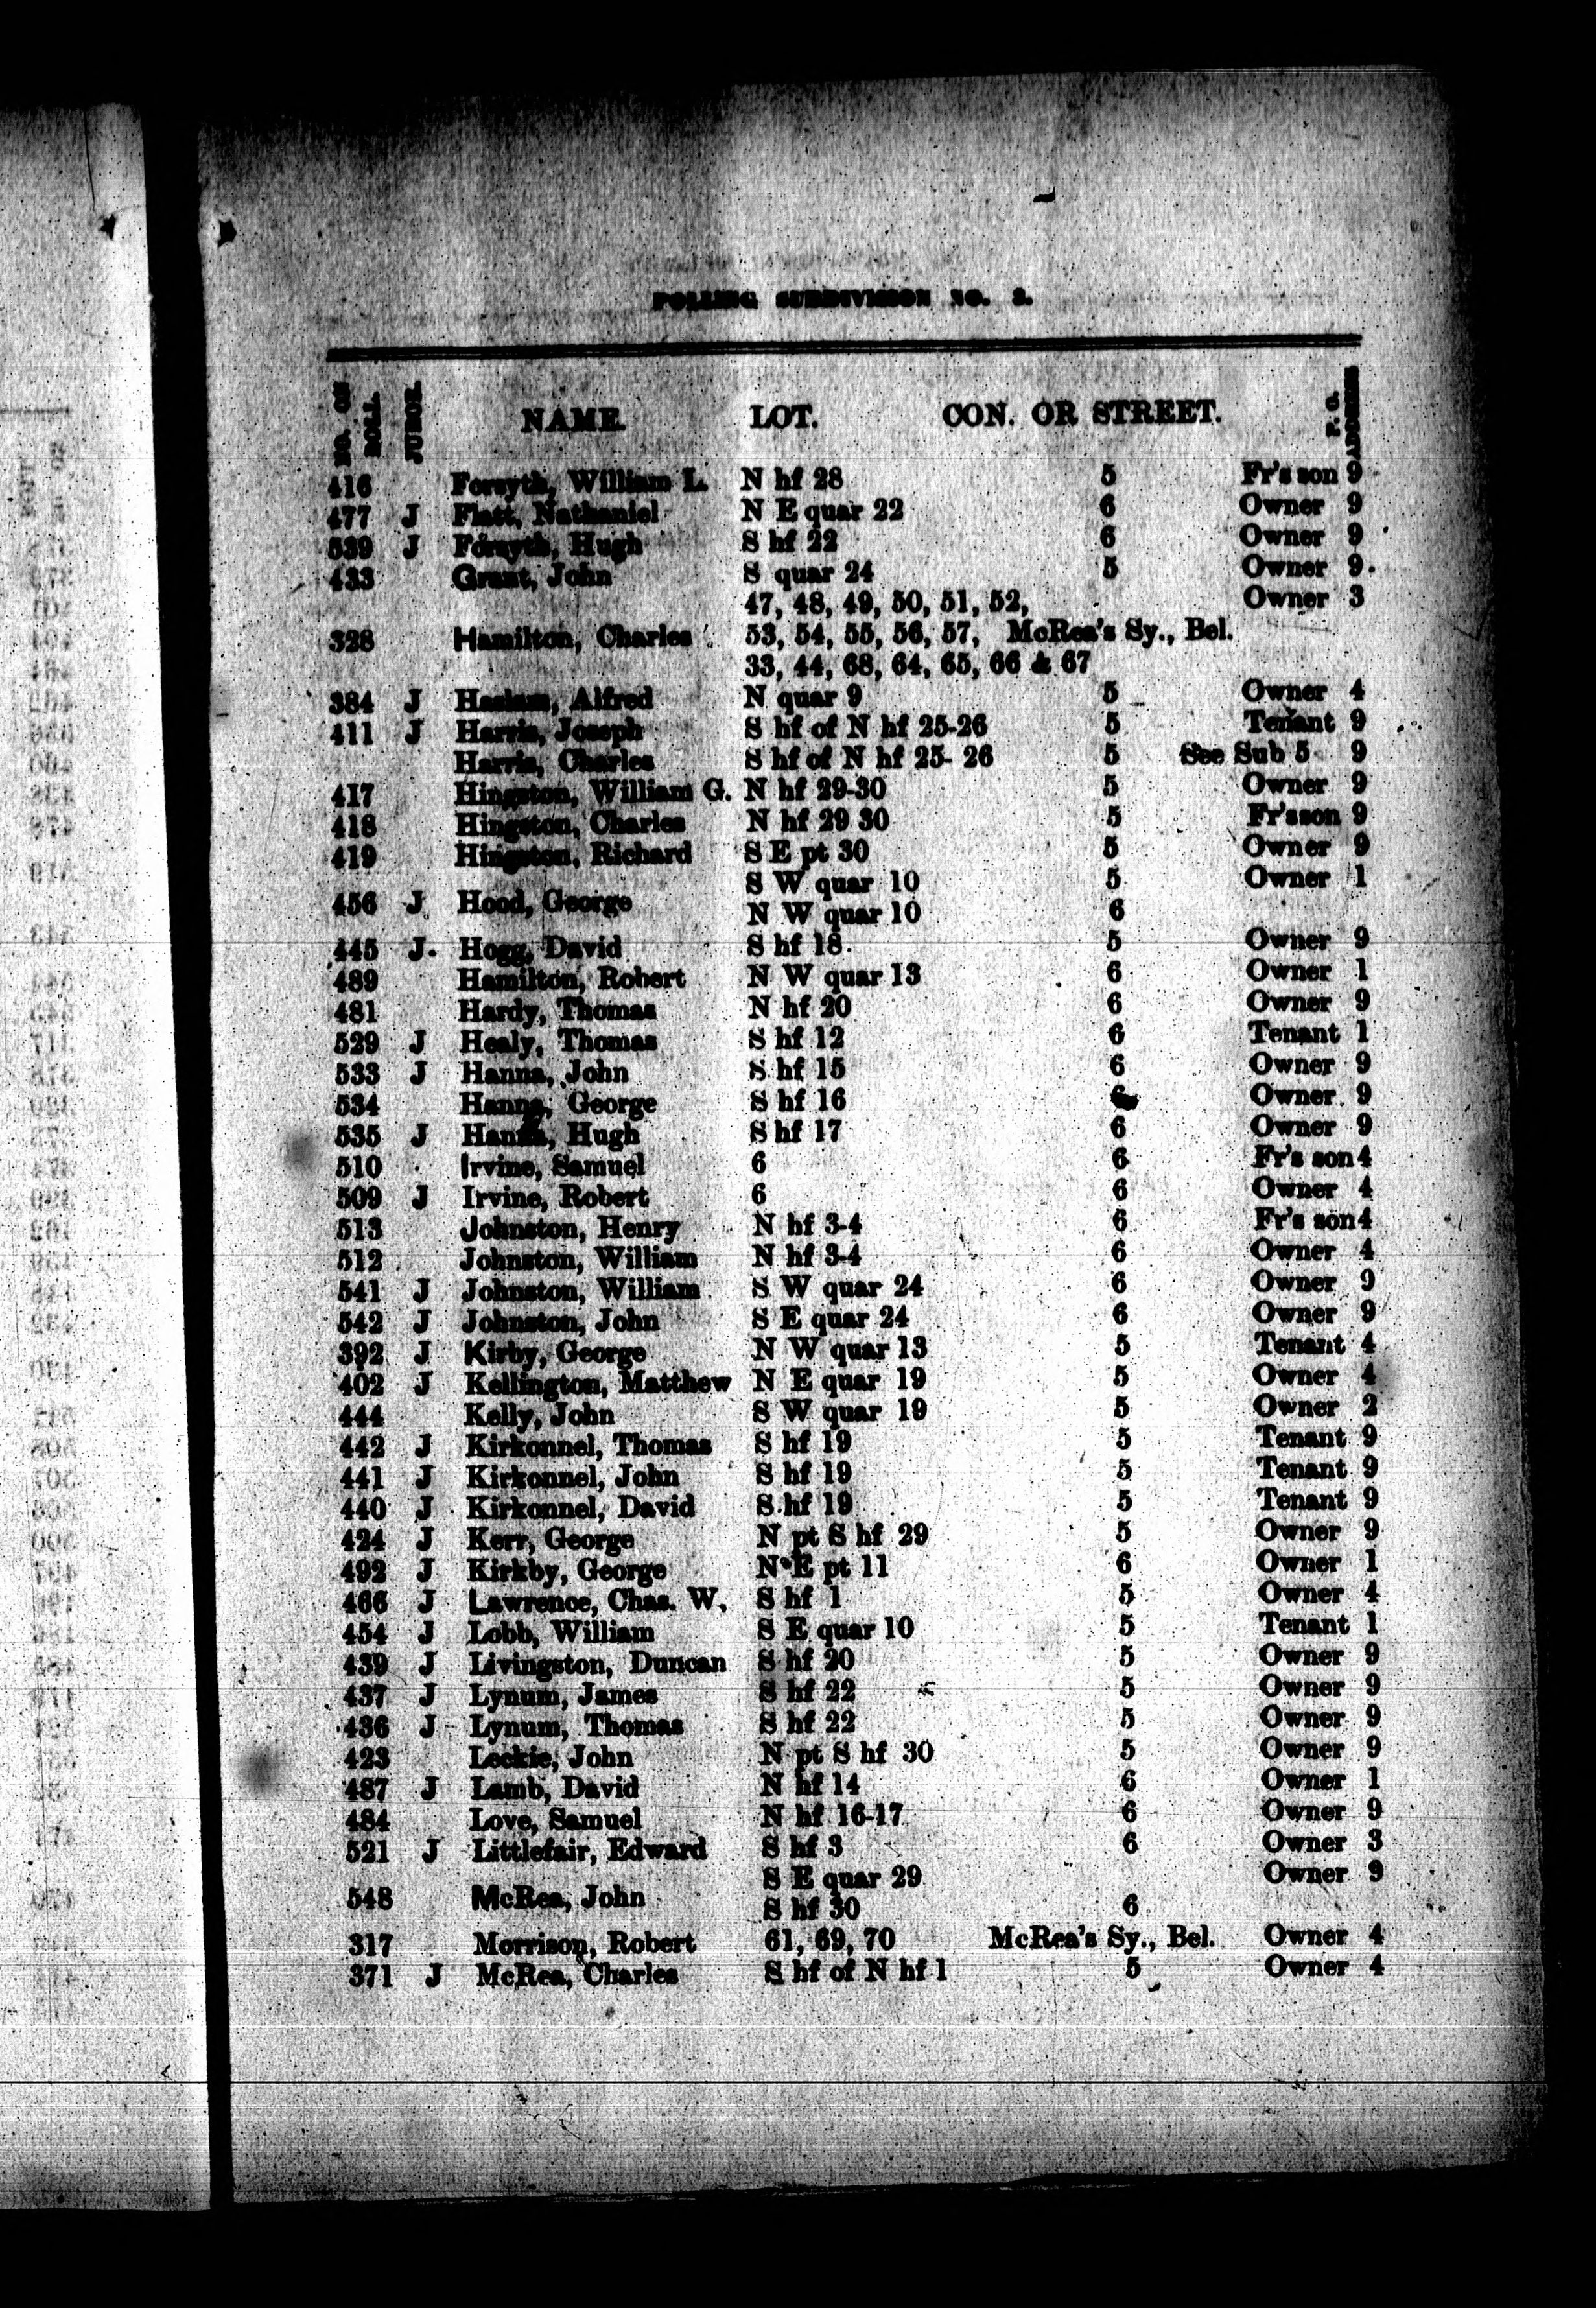 POLLING SUBDIVISION NO. 3.
NO. ON ROLL. JUROR. NAME. LOT. CON. OR STREET. P. O. ADDRESS
416 Forsyth, William L. N hf 28 5 Fr's son 9
477 J Flatt, Nathaniel N E quar 22 6 Owner 9
539 J Forsyth, Hugh S hf 22 6 Owner 9
433 Grant, John S quar 24 5 Owner 9
47, 48, 49, 50, 51, 52, Owner 3
328 Hamilton, Charles 53, 54, 55, 56, 57, McRea's Sy., Bel.
33, 44, 68, 64, 65, 66 & 67
384 J Haslam, Alfred N quar 9 5 Owner 4
411 J Harris, Joseph S hf of N hf 25-26 5 Tenant 9
Harris, Charles S hf of N hf 25- 26 5 See Sub 5 9
417 Hingston, William G. N hf 29-30 5 Owner 9
418 Hingston, Charles N hf 29 30 5 Fr's son 9
419 Hingston, Richard S E pt 30 5 Owner 9
S W quar 10 5 Owner 1
456 J Hood, George
N W quar 10 6
445 J. Hogg, David S hf 18 5 Owner 9
489 Hamilton, Robert N W quar 13 6 Owner 1
481 Hardy, Thomas N hf 20 6 Owner 9
529 J Healy, Thomas S hf 12 6 Tenant 1
533 J Hanna, John S hf 15 6 Owner 9
534 Hanna, George S hf 16 6 Owner 9
535 J Hanna, Hugh S hf 17 6 Owner 9
510 Irvine, Samuel 6 6 Fr's son 4
509 J Irvine, Robert 6 6 Owner 4
513 Johnston, Henry N hf 3-4 6 Fr's son 4
512 Johnston, William N hf 3-4 6 Owner 4
541 J Johnston, William S W quar 24 6 Owner 9
542 J Johnston, John S E quar 24 6 Owner 9
392 J Kirby, George N W quar 13 5 Tenant 4
402 J Kellington, Matthew N E quar 19 5 Owner 4
444 Kelly, John S W quar 19 5 Owner 2
442 J Kirkonnel, Thomas S hf 19 5 Tenant 9
441 J Kirkonnel, John S hf 19 5 Tenant 9
440 J Kirkonnel, David S hf 19 5 Tenant 9
424 J Kerr, George N pt S hf 29 5 Owner 9
492 J Kirkby, George N E pt 11 6 Owner 1
466 J Lawrence, Chas. W. S hf 1 5 Owner 4
454 J Lobb, William S E quar 10 5 Tenant 1
439 J Livingston, Duncan S hf 20 5 Owner 9
437 J Lynum, James S hf 22 5 Owner 9
436 J Lynum, Thomas S hf 22 5 Owner 9
423 Leckie, John N pt S hf 30 5 Owner 9
487 J Lamb, David N hf 14 6 Owner 1
484 Love, Samuel N hf 16-17 6 Owner 9
521 J Littlefair, Edward S hf 3 6 Owner 3
S E quar 29 Owner 9
548 McRea, John
S hf 30 6
317 Morrison, Robert 61, 69, 70 McRea's Sy., Bel. Owner 4
371 J McRea, Charles S hf of N hf 1 5 Owner 4